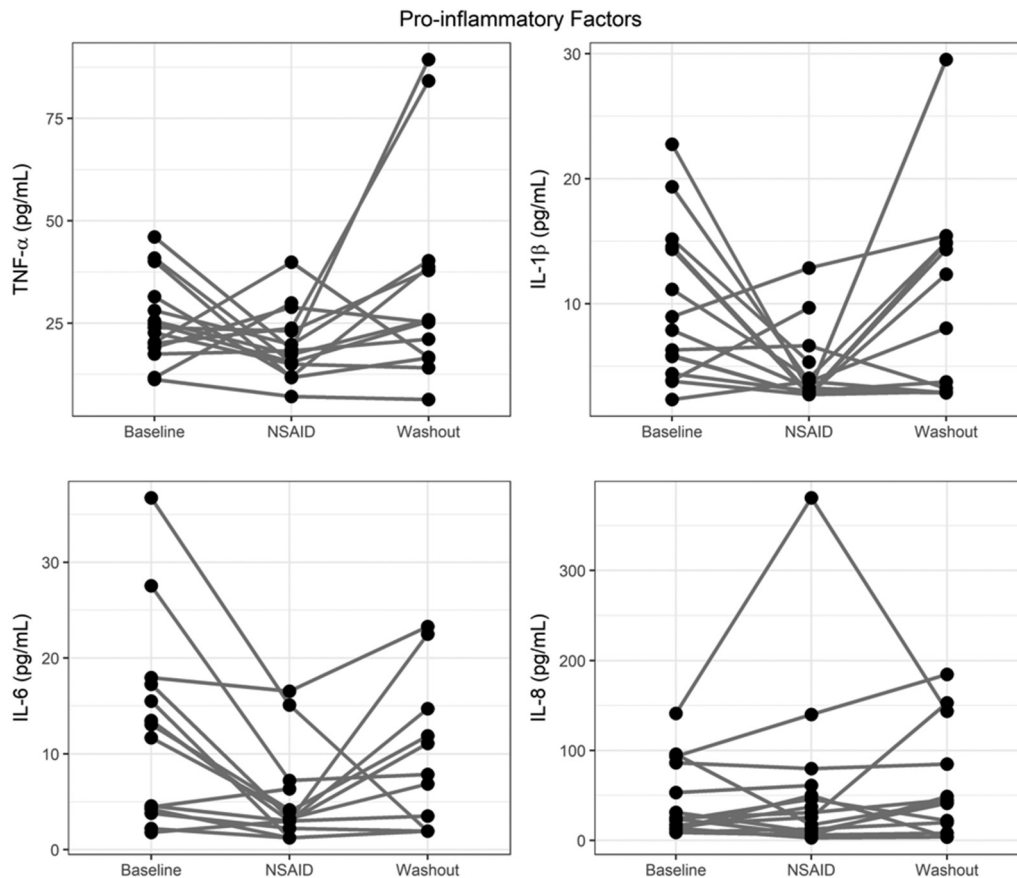 Pro-inflammatory Factors
TNF-α (pg/mL)
75
50
25
Baseline
NSAID
Washout
IL-1β (pg/mL)
30
20
10
Baseline
NSAID
Washout
IL-6 (pg/mL)
30
20
10
0
Baseline
NSAID
Washout
IL-8 (pg/mL)
300
200
100
0
Baseline
NSAID
Washout